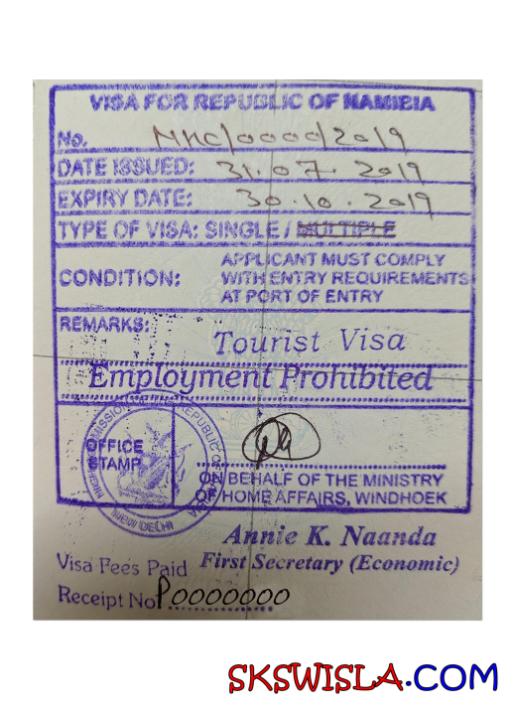 VISA FOR REPUBLIC OF NAMIBIA
No. NHC/0000/2019
DATE ISSUED: 31.07.2019
EXPIRY DATE: 30.10.2019
TYPE OF VISA: SINGLE / MULTIPLE
CONDITION: APPLICANT MUST COMPLY
WITH ENTRY REQUIREMENTS
AT PORT OF ENTRY
REMARKS:
Tourist Visa
Employment Prohibited
OFFICE
STAMP
REPUBLIC OF
NEW DELHI
ON BEHALF OF THE MINISTRY
OF HOME AFFAIRS, WINDHOEK
Annie K. Naanda
First Secretary (Economic)
Visa Fees Paid
Receipt No P0000000
SKSWISLA.COM